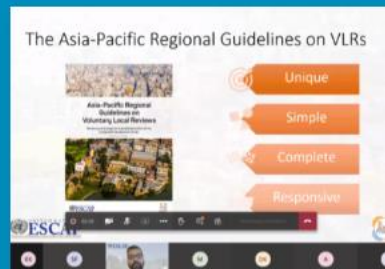 The Asia-Pacific Regional Guidelines on VLRs
Asia-Pacific Regional
Guidelines on
Voluntary Local Reviews
Unique
Simple
Complete
Responsive
ESCAP